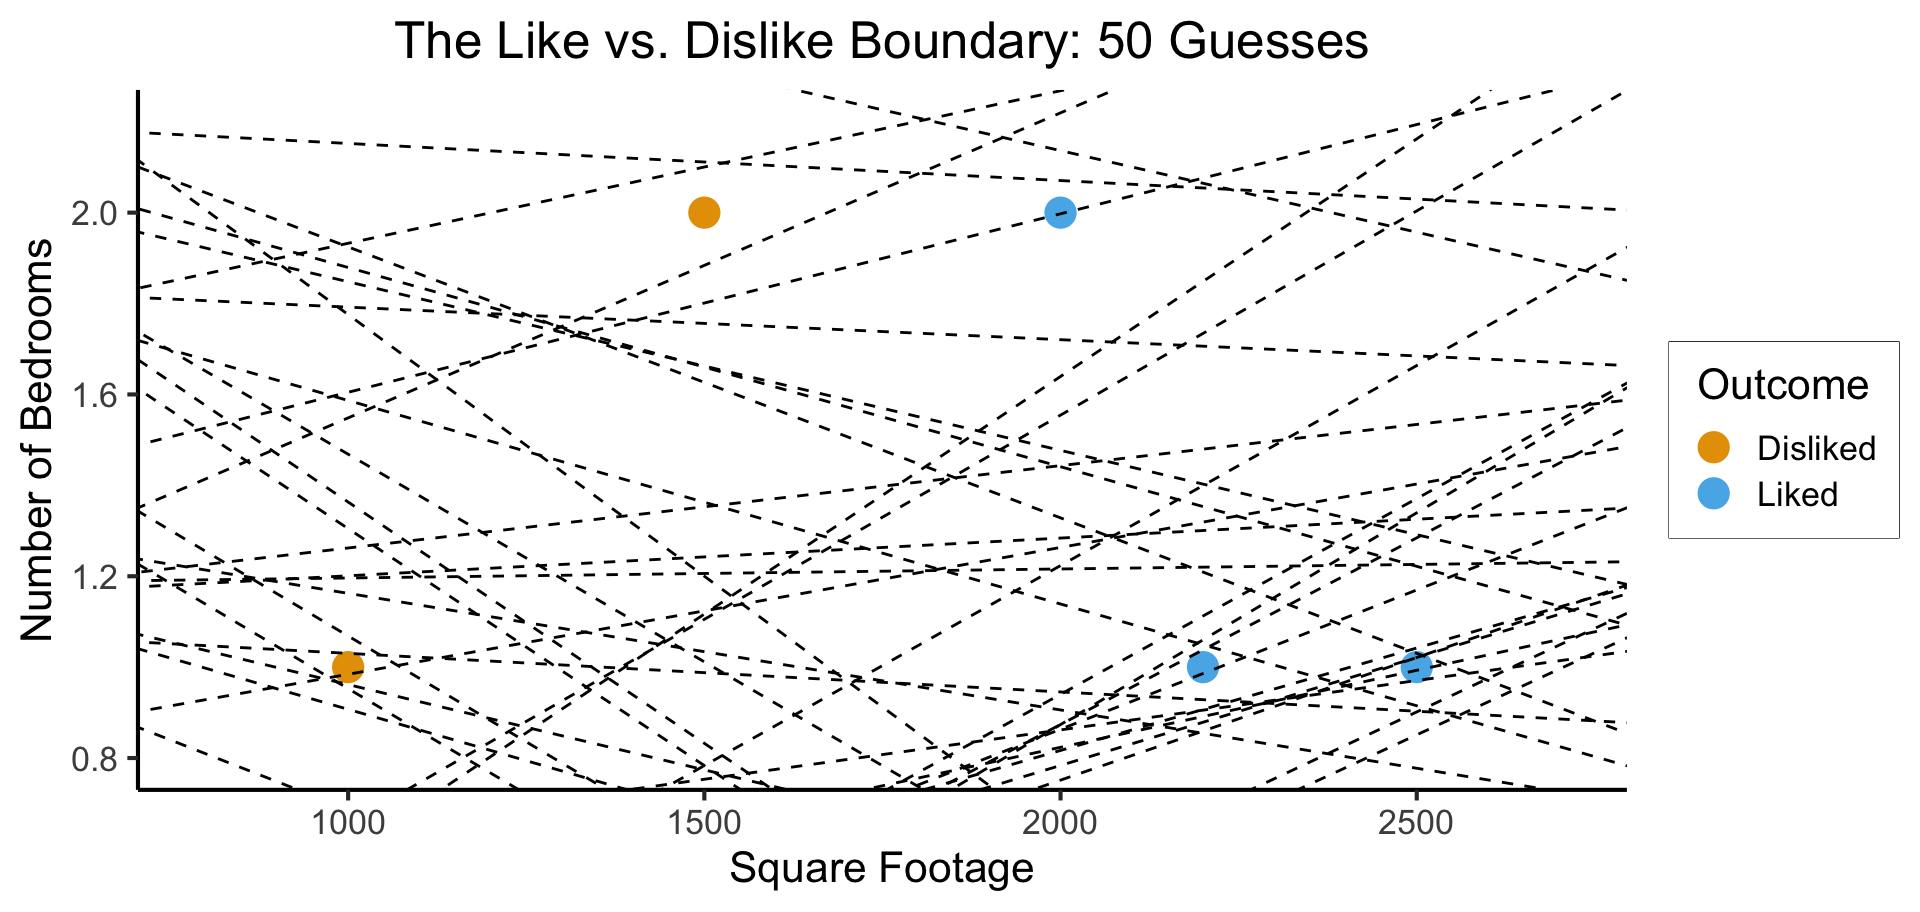 The Like vs. Dislike Boundary: 50 Guesses
Number of Bedrooms
2.0
1.6
1.2
0.8
1000 1500 2000 2500
Square Footage
Outcome
Disliked
Liked